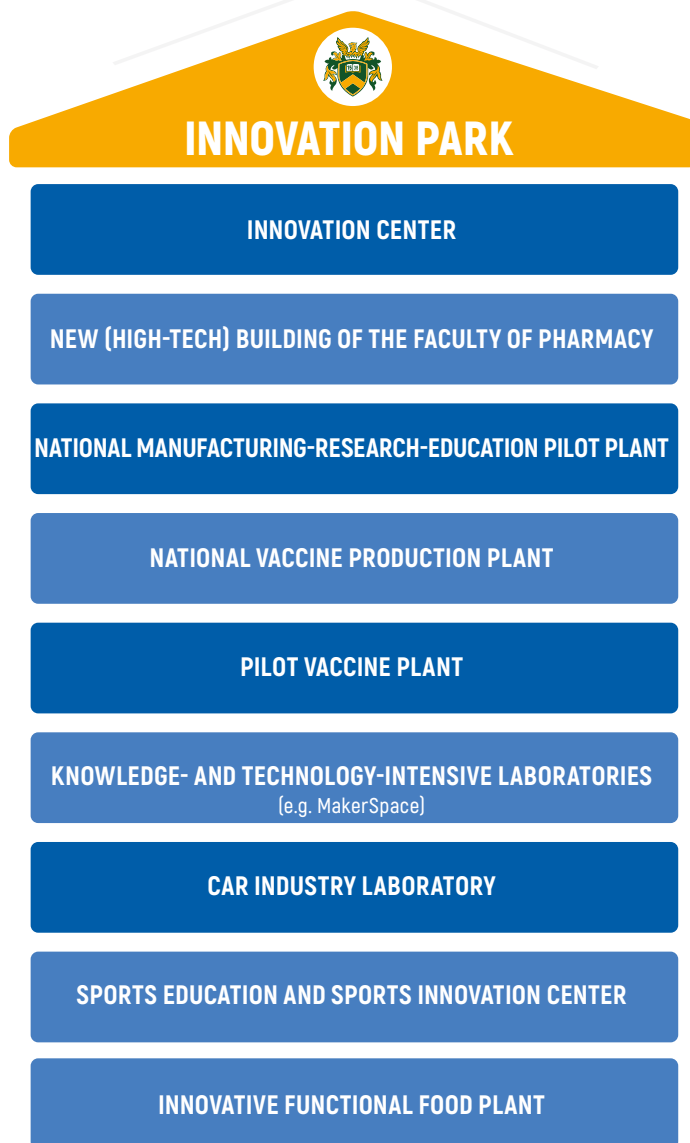 INNOVATION PARK
INNOVATION CENTER
NEW (HIGH-TECH) BUILDING OF THE FACULTY OF PHARMACY
NATIONAL MANUFACTURING-RESEARCH-EDUCATION PILOT PLANT
NATIONAL VACCINE PRODUCTION PLANT
PILOT VACCINE PLANT
KNOWLEDGE- AND TECHNOLOGY-INTENSIVE LABORATORIES
(e.g. MakerSpace)
CAR INDUSTRY LABORATORY
SPORTS EDUCATION AND SPORTS INNOVATION CENTER
INNOVATIVE FUNCTIONAL FOOD PLANT